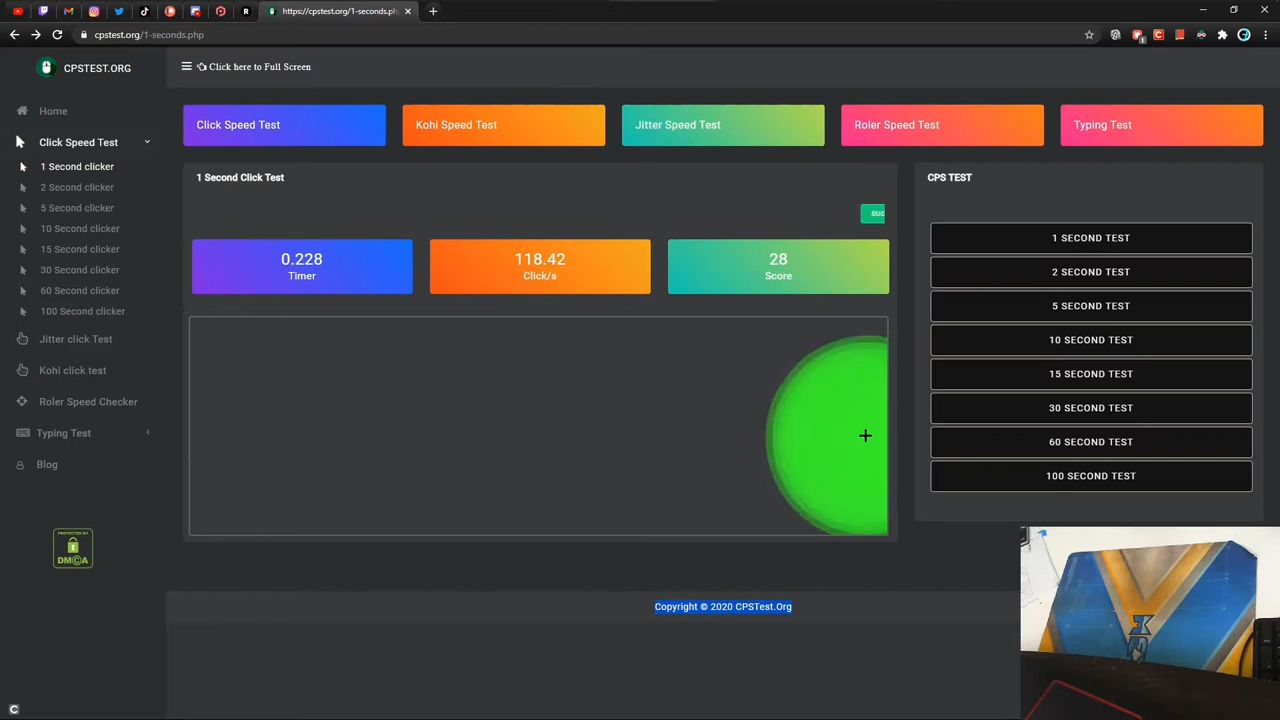 https://cpstest.org/1-seconds.ph
cpstest.org/1-seconds.php
CPSTEST.ORG
Click here to Full Screen
Home
Click Speed Test
1 Second clicker
2 Second clicker
5 Second clicker
10 Second clicker
15 Second clicker
30 Second clicker
60 Second clicker
100 Second clicker
Jitter click Test
Kohi click test
Roler Speed Checker
Typing Test
Blog
PROTECTED BY
DMCA
Click Speed Test
Kohi Speed Test
Jitter Speed Test
Roler Speed Test
Typing Test
1 Second Click Test
0.228
Timer
118.42
Click/s
28
Score
CPS TEST
1 SECOND TEST
2 SECOND TEST
5 SECOND TEST
10 SECOND TEST
15 SECOND TEST
30 SECOND TEST
60 SECOND TEST
100 SECOND TEST
Copyright © 2020 CPSTest.Org